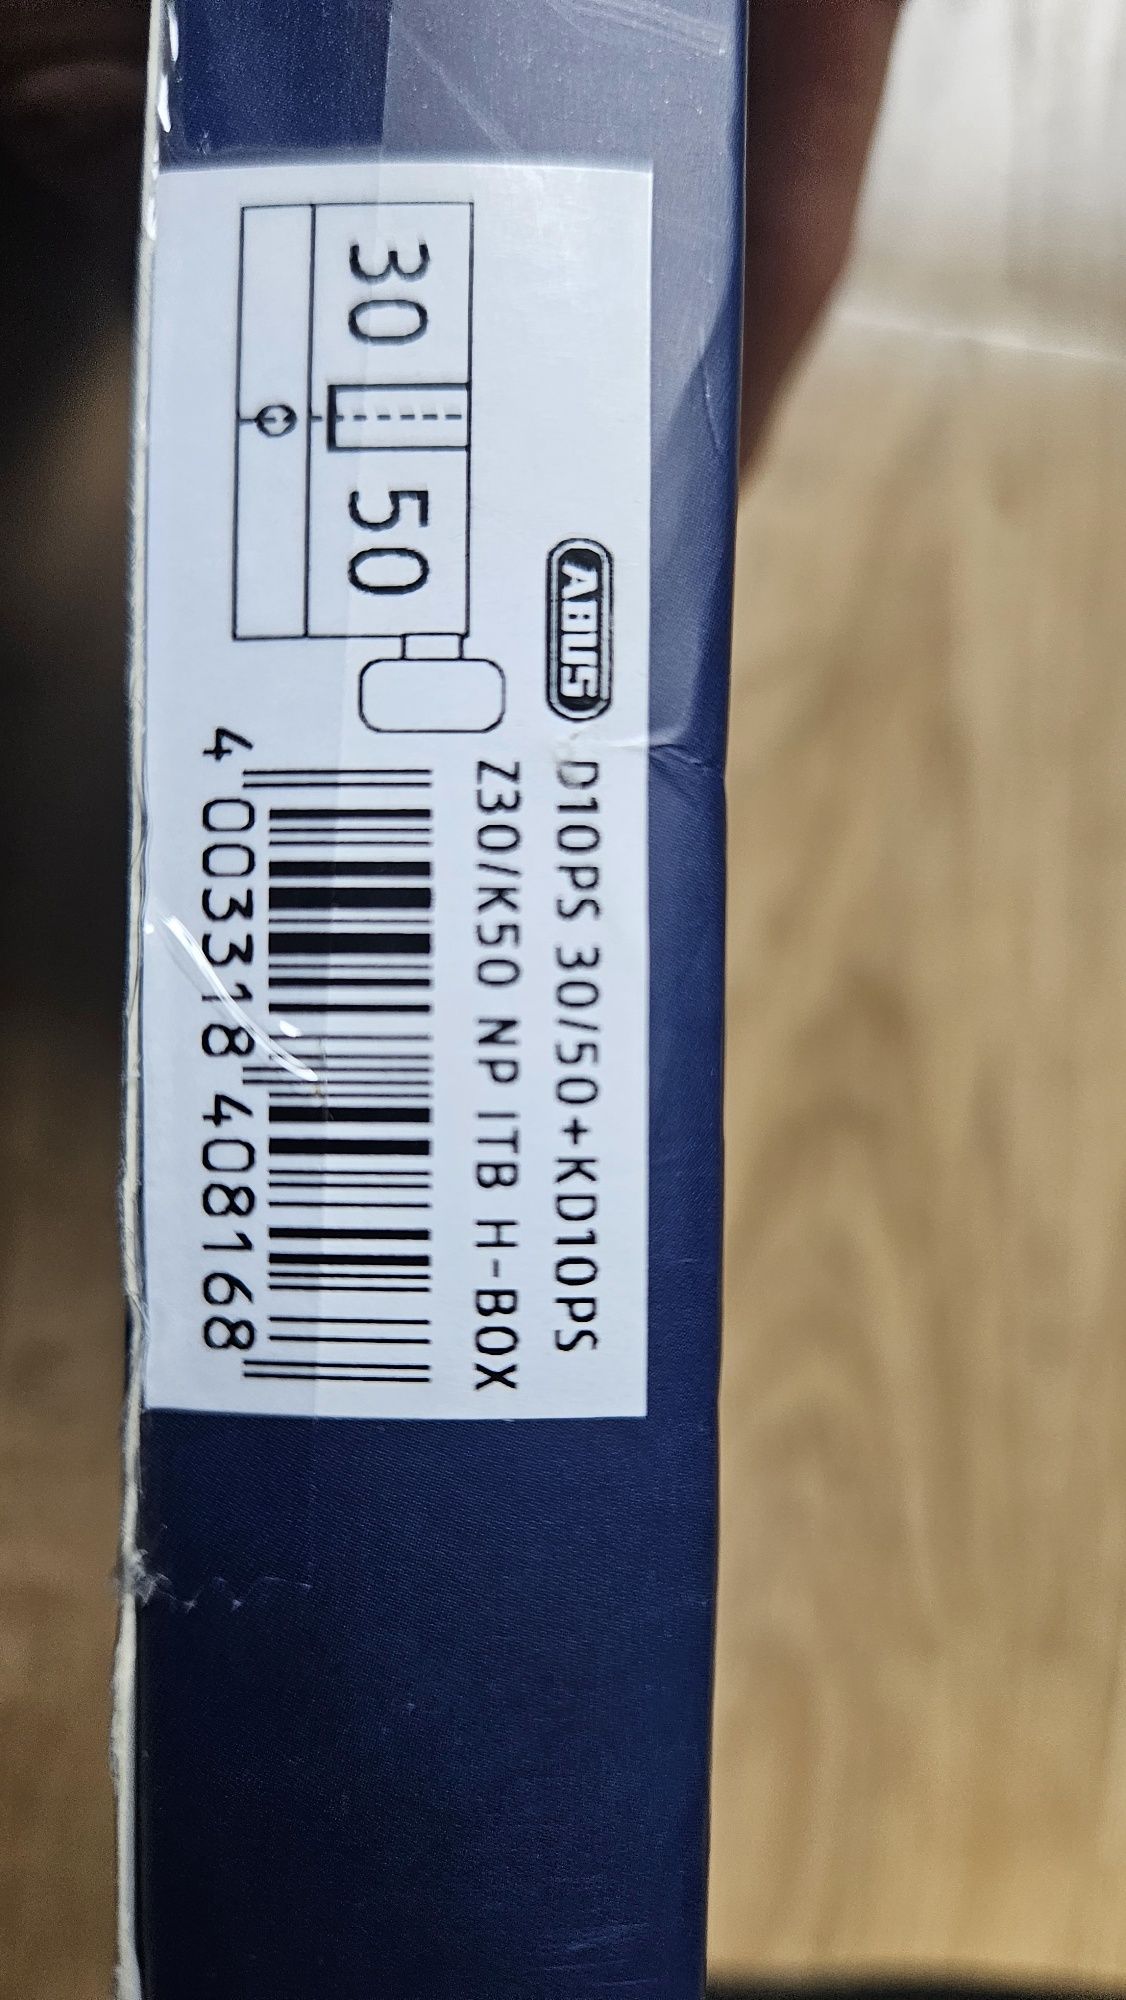 30 50
ABUS D10PS 30/50+KD10PS
Z30/K50 NP ITB H-BOX
4 003318 408168